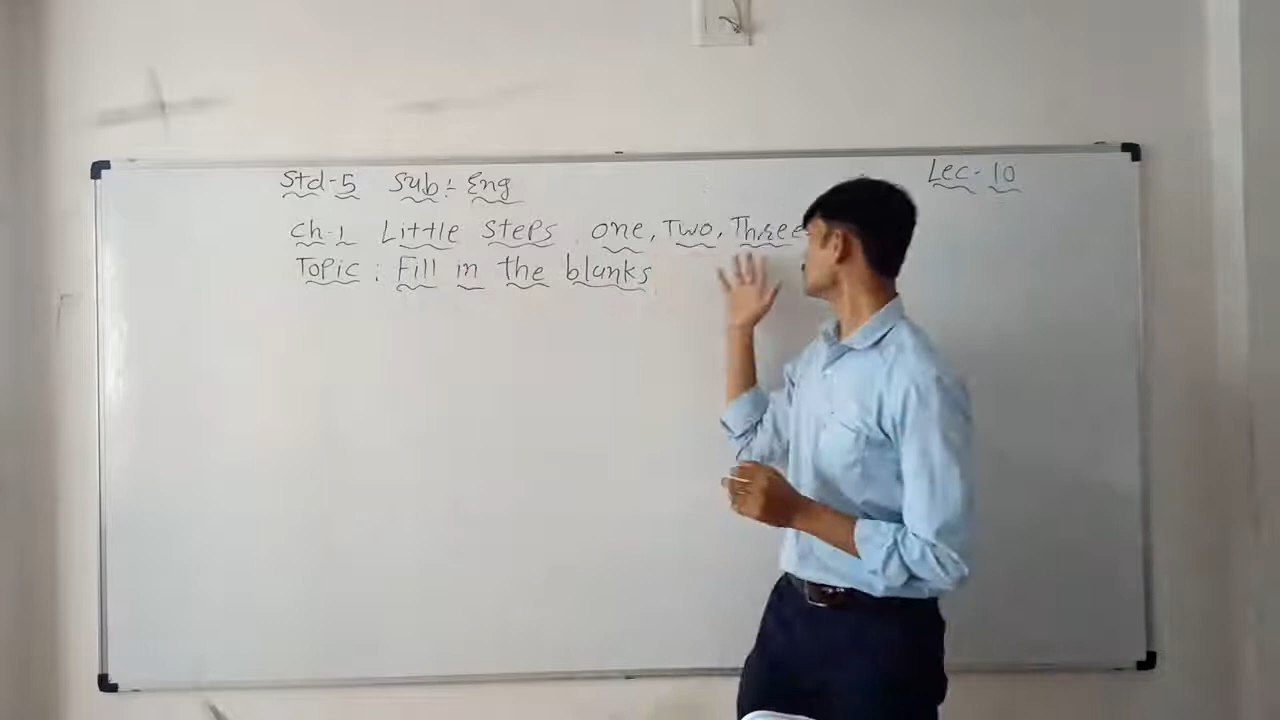 Std-5 Sub:- Eng
Lec-10
Ch-1 Little Steps one, Two, Three
Topic : Fill in the blanks